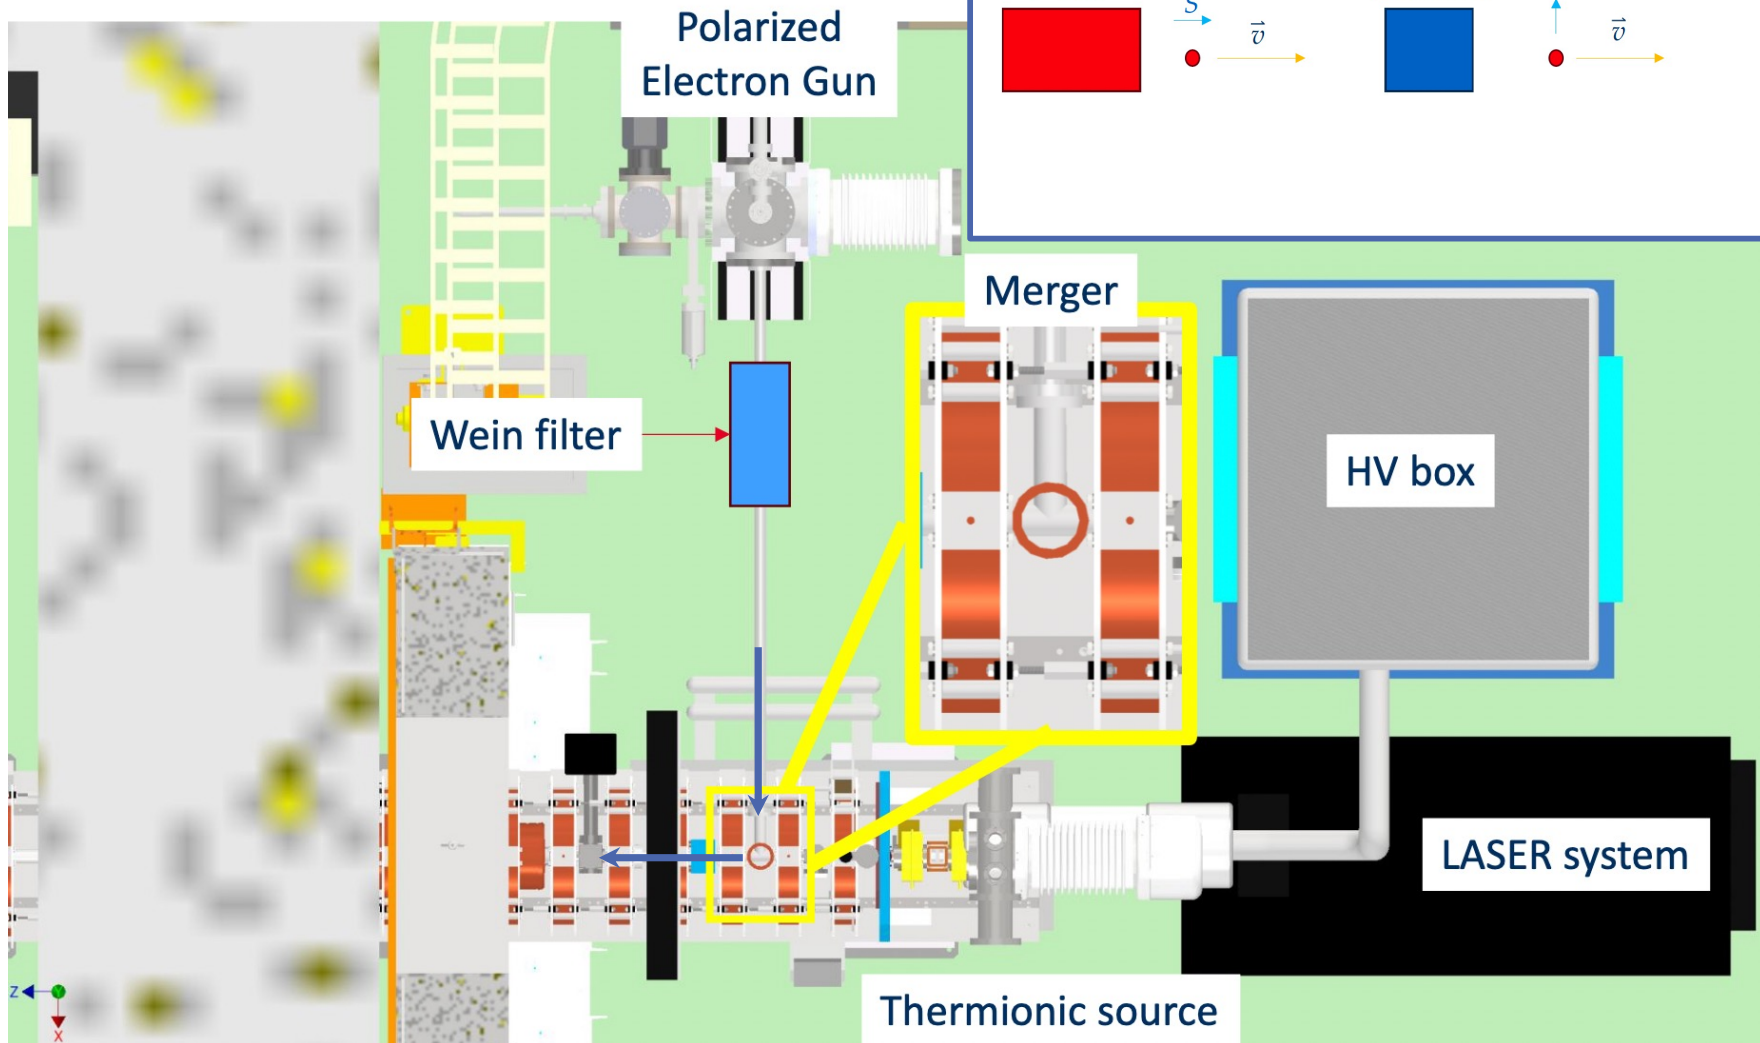 Polarized
Electron Gun
S
v
v
Merger
Wein filter
HV box
LASER system
Thermionic source
Z
Y
X